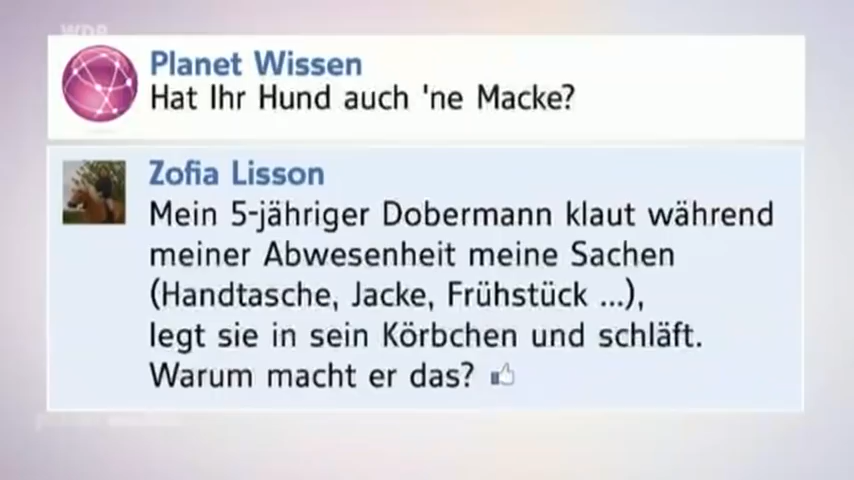 WDR
Planet Wissen
Hat Ihr Hund auch 'ne Macke?
Zofia Lisson
Mein 5-jähriger Dobermann klaut während
meiner Abwesenheit meine Sachen
(Handtasche, Jacke, Frühstück ...),
legt sie in sein Körbchen und schläft.
Warum macht er das?